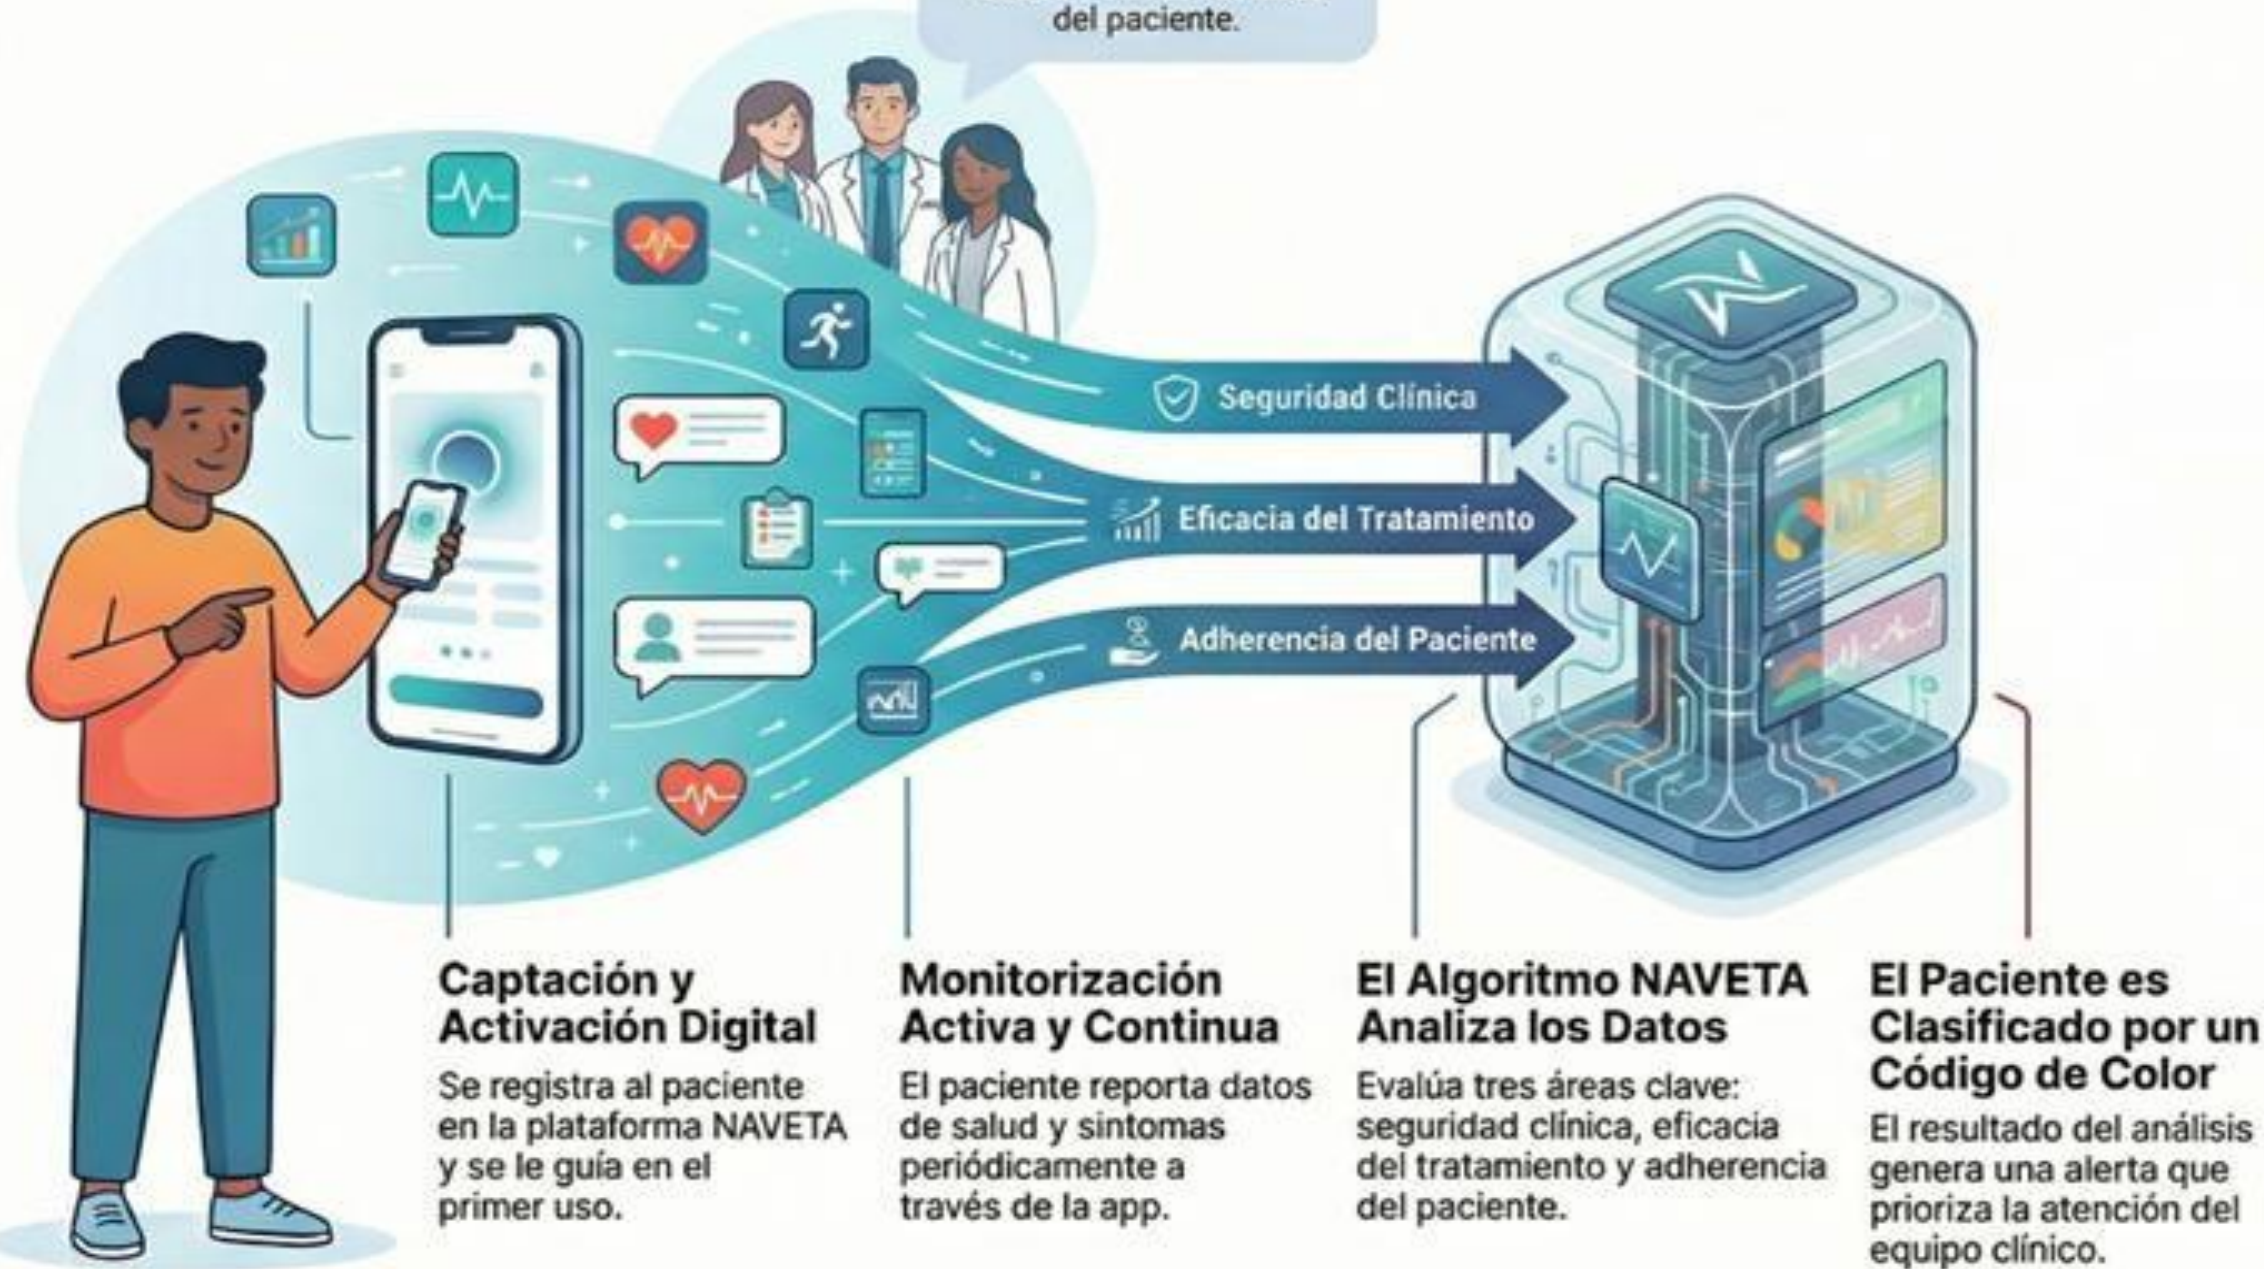 del paciente.
Seguridad Clínica
Eficacia del Tratamiento
Adherencia del Paciente
Captación y
Activación Digital
Se registra al paciente
en la plataforma NAVETA
y se le guía en el
primer uso.
Monitorización
Activa y Continua
El paciente reporta datos
de salud y sintomas
periódicamente a
través de la app.
El Algoritmo NAVETA
Analiza los Datos
Evalúa tres áreas clave:
seguridad clínica, eficacia
del tratamiento y adherencia
del paciente.
El Paciente es
Clasificado por un
Código de Color
El resultado del análisis
genera una alerta que
prioriza la atención del
equipo clínico.